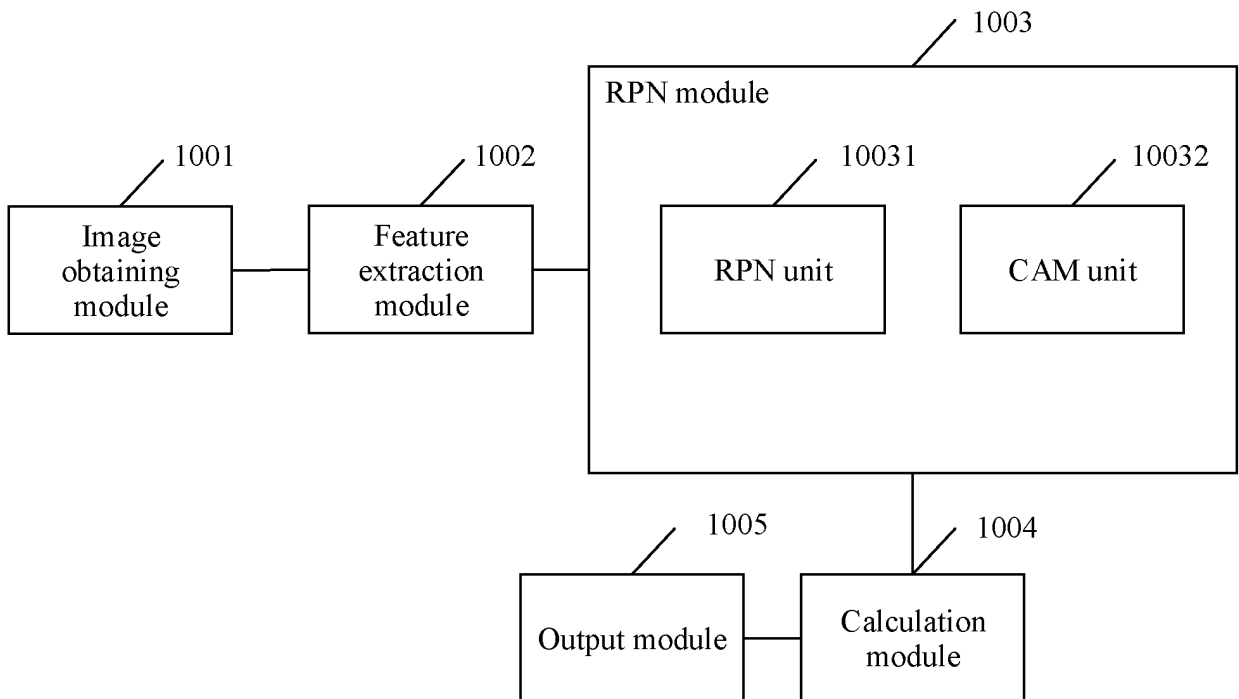 1003
RPN module
1001
1002
10031
10032
Image
obtaining
module
Feature
extraction
module
RPN unit
CAM unit
1005
1004
Output module
Calculation
module